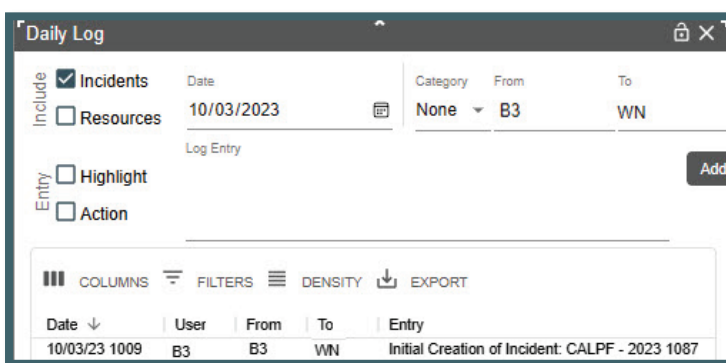 Daily Log
Include
Incidents
Resources
Date
10/03/2023
Category
None
From
B3
To
WN
Entry
Highlight
Action
Log Entry
Add
COLUMNS FILTERS DENSITY EXPORT
Date User From To Entry
10/03/23 1009 B3 B3 WN Initial Creation of Incident: CALPF - 2023 1087